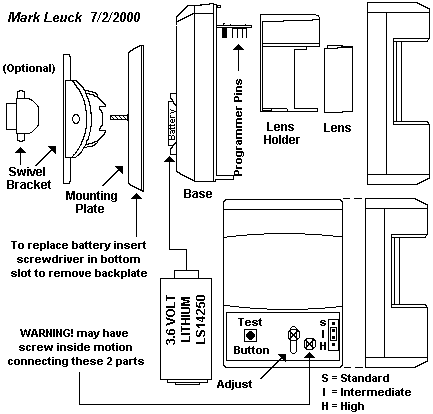 Mark Leuck 7/2/2000
(Optional)
Swivel
Bracket
Mounting
Plate
Battery
Base
Programmer Pins
Lens
Holder
Lens
To replace battery insert
screwdriver in bottom
slot to remove backplate
3.6 VOLT
LITHIUM
LS14250
WARNING! may have
screw inside motion
connecting these 2 parts
Test
Button
Adjust
S
I
H
S = Standard
I = Intermediate
H = High